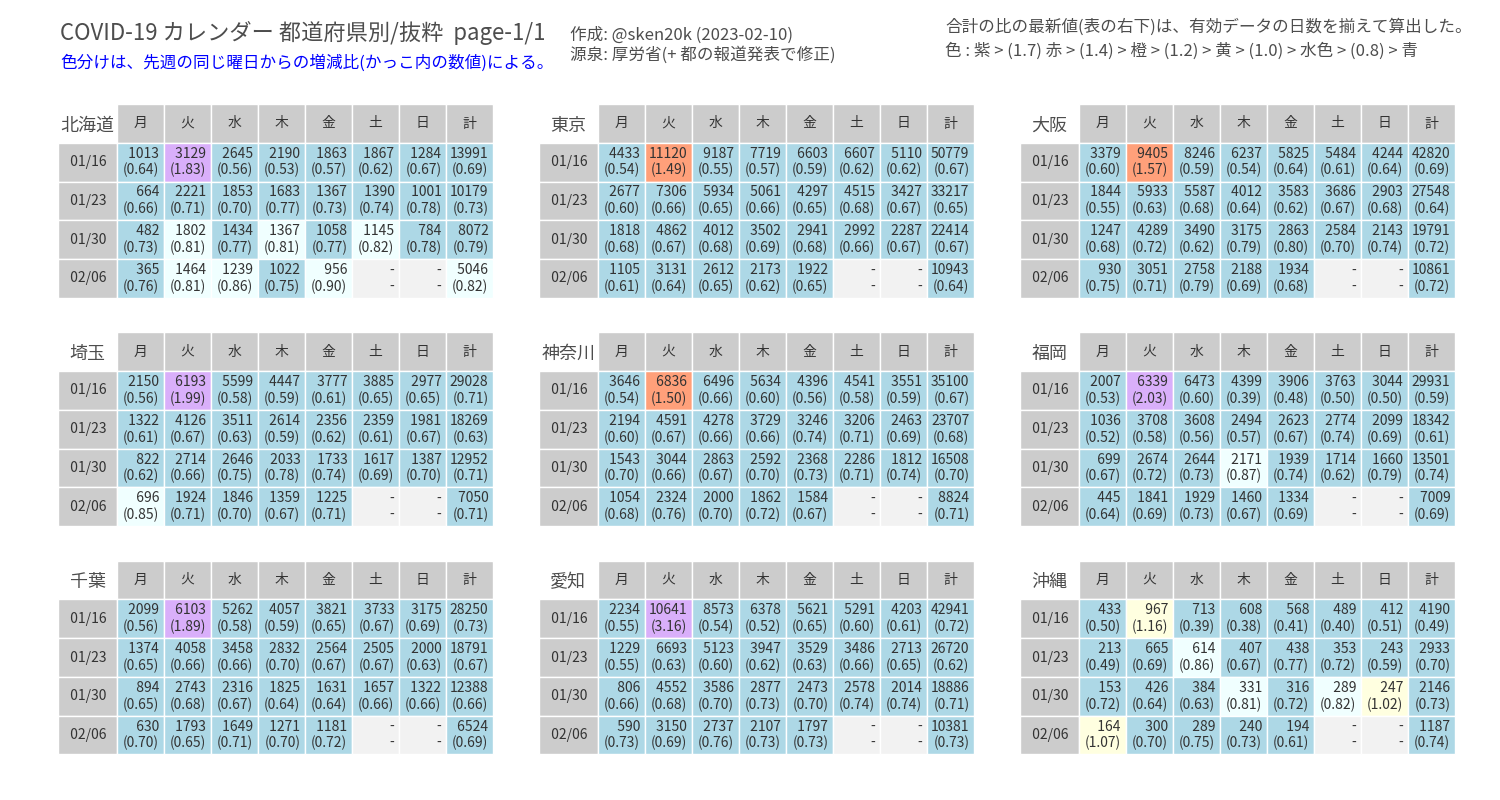 COVID-19 カレンダー 都道府県別/抜粋 page-1/1
作成: @sken20k (2023-02-10)
合計の比の最新値(表の右下)は、有効データの日数を揃えて算出した。
色分けは、先週の同じ曜日からの増減比(かっこ内の数値)による。
源泉: 厚労省(+ 都の報道発表で修正)
色 : 紫 > (1.7) 赤 > (1.4) 橙 > (1.2) > 黄 > (1.0) > 水色 > (0.8) > 青
北海道 月 火 水 木 金 土 日 計
01/16 1013 3129 2645 2190 1863 1867 1284 13991
(0.64) (1.83) (0.56) (0.53) (0.57) (0.62) (0.67) (0.69)
01/23 664 2221 1853 1683 1367 1390 1001 10179
(0.66) (0.71) (0.70) (0.77) (0.73) (0.74) (0.78) (0.73)
01/30 482 1802 1434 1367 1058 1145 784 8072
(0.73) (0.81) (0.77) (0.81) (0.77) (0.82) (0.78) (0.79)
02/06 365 1464 1239 1022 956 - - 5046
(0.76) (0.81) (0.86) (0.75) (0.90) - - (0.82)
東京 月 火 水 木 金 土 日 計
01/16 4433 11120 9187 7719 6603 6607 5110 50779
(0.54) (1.49) (0.55) (0.57) (0.59) (0.62) (0.62) (0.67)
01/23 2677 7306 5934 5061 4297 4515 3427 33217
(0.60) (0.66) (0.65) (0.66) (0.65) (0.68) (0.67) (0.65)
01/30 1818 4862 4012 3502 2941 2992 2287 22414
(0.68) (0.67) (0.68) (0.69) (0.68) (0.66) (0.67) (0.67)
02/06 1105 3131 2612 2173 1922 - - 10943
(0.61) (0.64) (0.65) (0.62) (0.65) - - (0.64)
大阪 月 火 水 木 金 土 日 計
01/16 3379 9405 8246 6237 5825 5484 4244 42820
(0.60) (1.57) (0.59) (0.54) (0.64) (0.61) (0.64) (0.69)
01/23 1844 5933 5587 4012 3583 3686 2903 27548
(0.55) (0.63) (0.68) (0.64) (0.62) (0.67) (0.68) (0.64)
01/30 1247 4289 3490 3175 2863 2584 2143 19791
(0.68) (0.72) (0.62) (0.79) (0.80) (0.70) (0.74) (0.72)
02/06 930 3051 2758 2188 1934 - - 10861
(0.75) (0.71) (0.79) (0.69) (0.68) - - (0.72)
埼玉 月 火 水 木 金 土 日 計
01/16 2150 6193 5599 4447 3777 3885 2977 29028
(0.56) (1.99) (0.58) (0.59) (0.61) (0.65) (0.65) (0.71)
01/23 1322 4126 3511 2614 2356 2359 1981 18269
(0.61) (0.67) (0.63) (0.59) (0.62) (0.61) (0.67) (0.63)
01/30 822 2714 2646 2033 1733 1617 1387 12952
(0.62) (0.66) (0.75) (0.78) (0.74) (0.69) (0.70) (0.71)
02/06 696 1924 1846 1359 1225 - - 7050
(0.85) (0.71) (0.70) (0.67) (0.71) - - (0.71)
神奈川 月 火 水 木 金 土 日 計
01/16 3646 6836 6496 5634 4396 4541 3551 35100
(0.54) (1.50) (0.66) (0.60) (0.56) (0.58) (0.59) (0.67)
01/23 2194 4591 4278 3729 3246 3206 2463 23707
(0.60) (0.67) (0.66) (0.66) (0.74) (0.71) (0.69) (0.68)
01/30 1543 3044 2863 2592 2368 2286 1812 16508
(0.70) (0.66) (0.67) (0.70) (0.73) (0.71) (0.74) (0.70)
02/06 1054 2324 2000 1862 1584 - - 8824
(0.68) (0.76) (0.70) (0.72) (0.67) - - (0.71)
福岡 月 火 水 木 金 土 日 計
01/16 2007 6339 6473 4399 3906 3763 3044 29931
(0.53) (2.03) (0.60) (0.39) (0.48) (0.50) (0.50) (0.59)
01/23 1036 3708 3608 2494 2623 2774 2099 18342
(0.52) (0.58) (0.56) (0.57) (0.67) (0.74) (0.69) (0.61)
01/30 699 2674 2644 2171 1939 1714 1660 13501
(0.67) (0.72) (0.73) (0.87) (0.74) (0.62) (0.79) (0.74)
02/06 445 1841 1929 1460 1334 - - 7009
(0.64) (0.69) (0.73) (0.67) (0.69) - - (0.69)
千葉 月 火 水 木 金 土 日 計
01/16 2099 6103 5262 4057 3821 3733 3175 28250
(0.56) (1.89) (0.58) (0.59) (0.65) (0.67) (0.69) (0.73)
01/23 1374 4058 3458 2832 2564 2505 2000 18791
(0.65) (0.66) (0.66) (0.70) (0.67) (0.67) (0.63) (0.67)
01/30 894 2743 2316 1825 1631 1657 1322 12388
(0.65) (0.68) (0.67) (0.64) (0.64) (0.66) (0.66) (0.66)
02/06 630 1793 1649 1271 1181 - - 6524
(0.70) (0.65) (0.71) (0.70) (0.72) - - (0.69)
愛知 月 火 水 木 金 土 日 計
01/16 2234 10641 8573 6378 5621 5291 4203 42941
(0.55) (3.16) (0.54) (0.52) (0.65) (0.60) (0.61) (0.72)
01/23 1229 6693 5123 3947 3529 3486 2713 26720
(0.55) (0.63) (0.60) (0.62) (0.63) (0.66) (0.65) (0.62)
01/30 806 4552 3586 2877 2473 2578 2014 18886
(0.66) (0.68) (0.70) (0.73) (0.70) (0.74) (0.74) (0.71)
02/06 590 3150 2737 2107 1797 - - 10381
(0.73) (0.69) (0.76) (0.73) (0.73) - - (0.73)
沖縄 月 火 水 木 金 土 日 計
01/16 433 967 713 608 568 489 412 4190
(0.50) (1.16) (0.39) (0.38) (0.41) (0.40) (0.51) (0.49)
01/23 213 665 614 407 438 353 243 2933
(0.49) (0.69) (0.86) (0.67) (0.77) (0.72) (0.59) (0.70)
01/30 153 426 384 331 316 289 247 2146
(0.72) (0.64) (0.63) (0.81) (0.72) (0.82) (1.02) (0.73)
02/06 164 300 289 240 194 - - 1187
(1.07) (0.70) (0.75) (0.73) (0.61) - - (0.74)